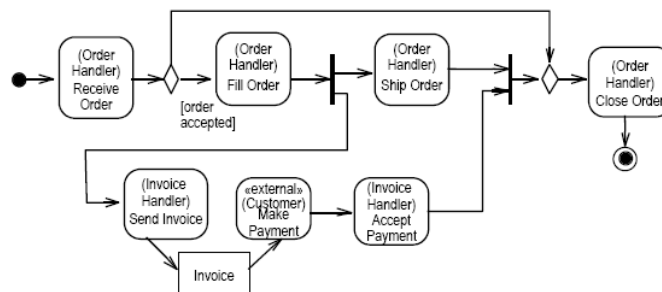 (Order
Handler)
Receive
Order
[order
accepted]
(Order
Handler)
Fill Order
(Order
Handler)
Ship Order
(Order
Handler)
Close Order
(Invoice
Handler)
Send Invoice
Invoice
«external»
(Customer)
Make
Payment
(Invoice
Handler)
Accept
Payment